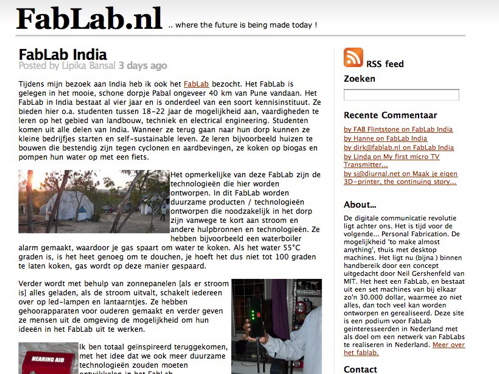 FabLab.nl .. where the future is being made today !
FabLab India
Posted by Lipika Bansal 3 days ago
Tijdens mijn bezoek aan India heb ik ook het FabLab bezocht. Het FabLab is
gelegen in het mooie, schone dorpje Pabal ongeveer 40 km van Pune vandaan. Het
FabLab in India bestaat al vier jaar en is onderdeel van een soort kennisinstituut. Ze
bieden hier o.a. studenten tussen 18-22 jaar de mogelijkheid aan, vaardigheden te
leren op het gebied van landbouw, techniek en electrical engineering. Studenten
komen uit alle delen van India. Wanneer ze terug gaan naar hun dorp kunnen ze
kleine bedrijfjes starten en self-sustainable leven. Ze leren bijvoorbeeld huizen te
bouwen die bestendig zijn tegen cyclonen en aardbevingen, ze koken op biogas en
pompen hun water op met een fiets.
Het opmerkelijke van deze FabLab zijn de
technologieën die hier worden
ontworpen. In dit FabLab worden
duurzame producten / technologieën
ontworpen die noodzakelijk in het dorp
zijn vanwege te kort aan stroom en
andere hulpbronnen en technologieën. Ze
hebben bijvoorbeeld een waterboiler
alarm gemaakt, waardoor je gas spaart om water te koken. Als het water 55°C
graden is, is het heet genoeg om te douchen, je hoeft dus niet tot 100 graden
te laten koken, gas wordt op deze manier gespaard.
Verder wordt met behulp van zonnepanelen (als er stroom
is) alles geladen, als de stroom uitvalt, schakelt iedereen
over op led-lampen en lantaarntjes. Ze hebben
gehoorapparaten voor ouderen gemaakt en verder geven
ze mensen uit de omgeving de mogelijkheid om hun
ideeën in het FabLab uit te werken.
HEARING AID
Ik ben totaal geïnspireerd teruggekomen,
met het idee dat we ook meer duurzame
technologieën zouden moeten
ontwikkelen in het FabLab
RSS feed
Zoeken
Recente Commentaar
by FAB Flintstone on FabLab India
by Hanne on FabLab India
by dirk@fablab.nl on FabLab India
by Linda on My first micro TV
Transmitter...
by sj@djurnal.net on Maak je eigen
3D-printer, the continuing story...
About...
De digitale communicatie revolutie
ligt achter ons. Het is tijd voor de
volgende... Personal Fabrication. De
mogelijkheid 'to make almost
anything', thuis met desktop
machines. Het ligt nu (bijna ) binnen
handbereik door een concept
uitgedacht door Neil Gershenfeld van
MIT. Het heet een FabLab, en bestaat
uit een set machines van bij elkaar
zo'n 30.000 dollar, waarmee zo niet
alles, dan toch veel kan worden
ontworpen en gerealiseerd. Deze site
is een podium voor FabLab
geinteresseerden in Nederland met
als doel om een netwerk van FabLabs
te realiseren in Nederland. Meer over
het fablab.
Contact